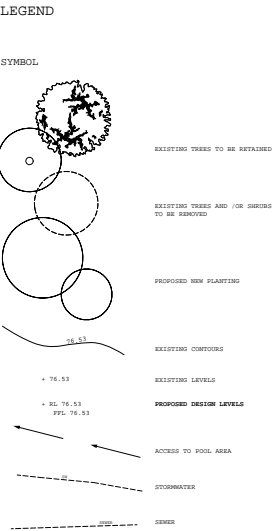 LEGEND
SYMBOL
EXISTING TREES TO BE RETAINED
EXISTING TREES AND /OR SHRUBS
TO BE REMOVED
PROPOSED NEW PLANTING
76.53
EXISTING CONTOURS
+ 76.53
EXISTING LEVELS
+ RL 76.53
PROPOSED DESIGN LEVELS
FFL 76.53
ACCESS TO POOL AREA
SW
STORMWATER
SEWER
SEWER